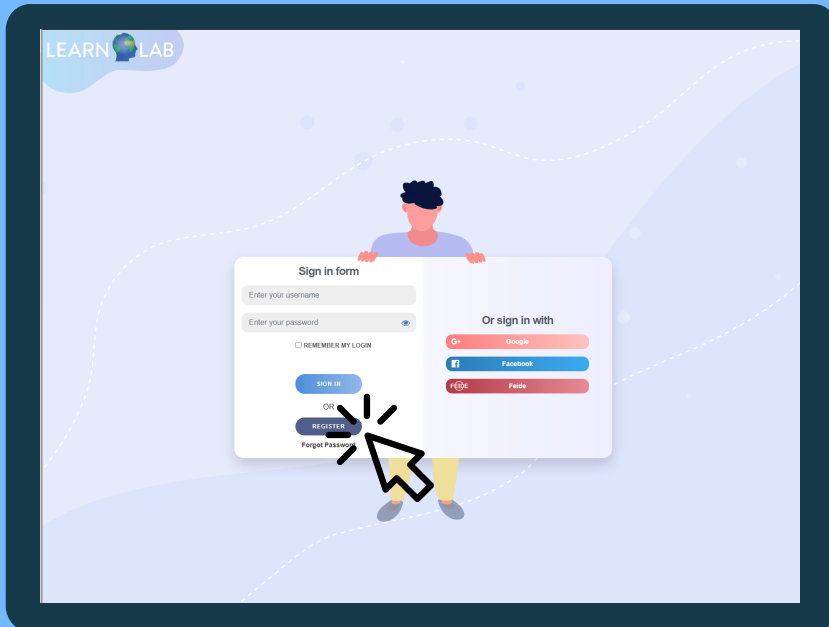 LEARN LAB
Sign in form
Enter your username
Enter your password
REMEMBER MY LOGIN
SIGN IN
OR
REGISTER
Forgot Password
Or sign in with
G+ Google
f Facebook
FEIDE Feide